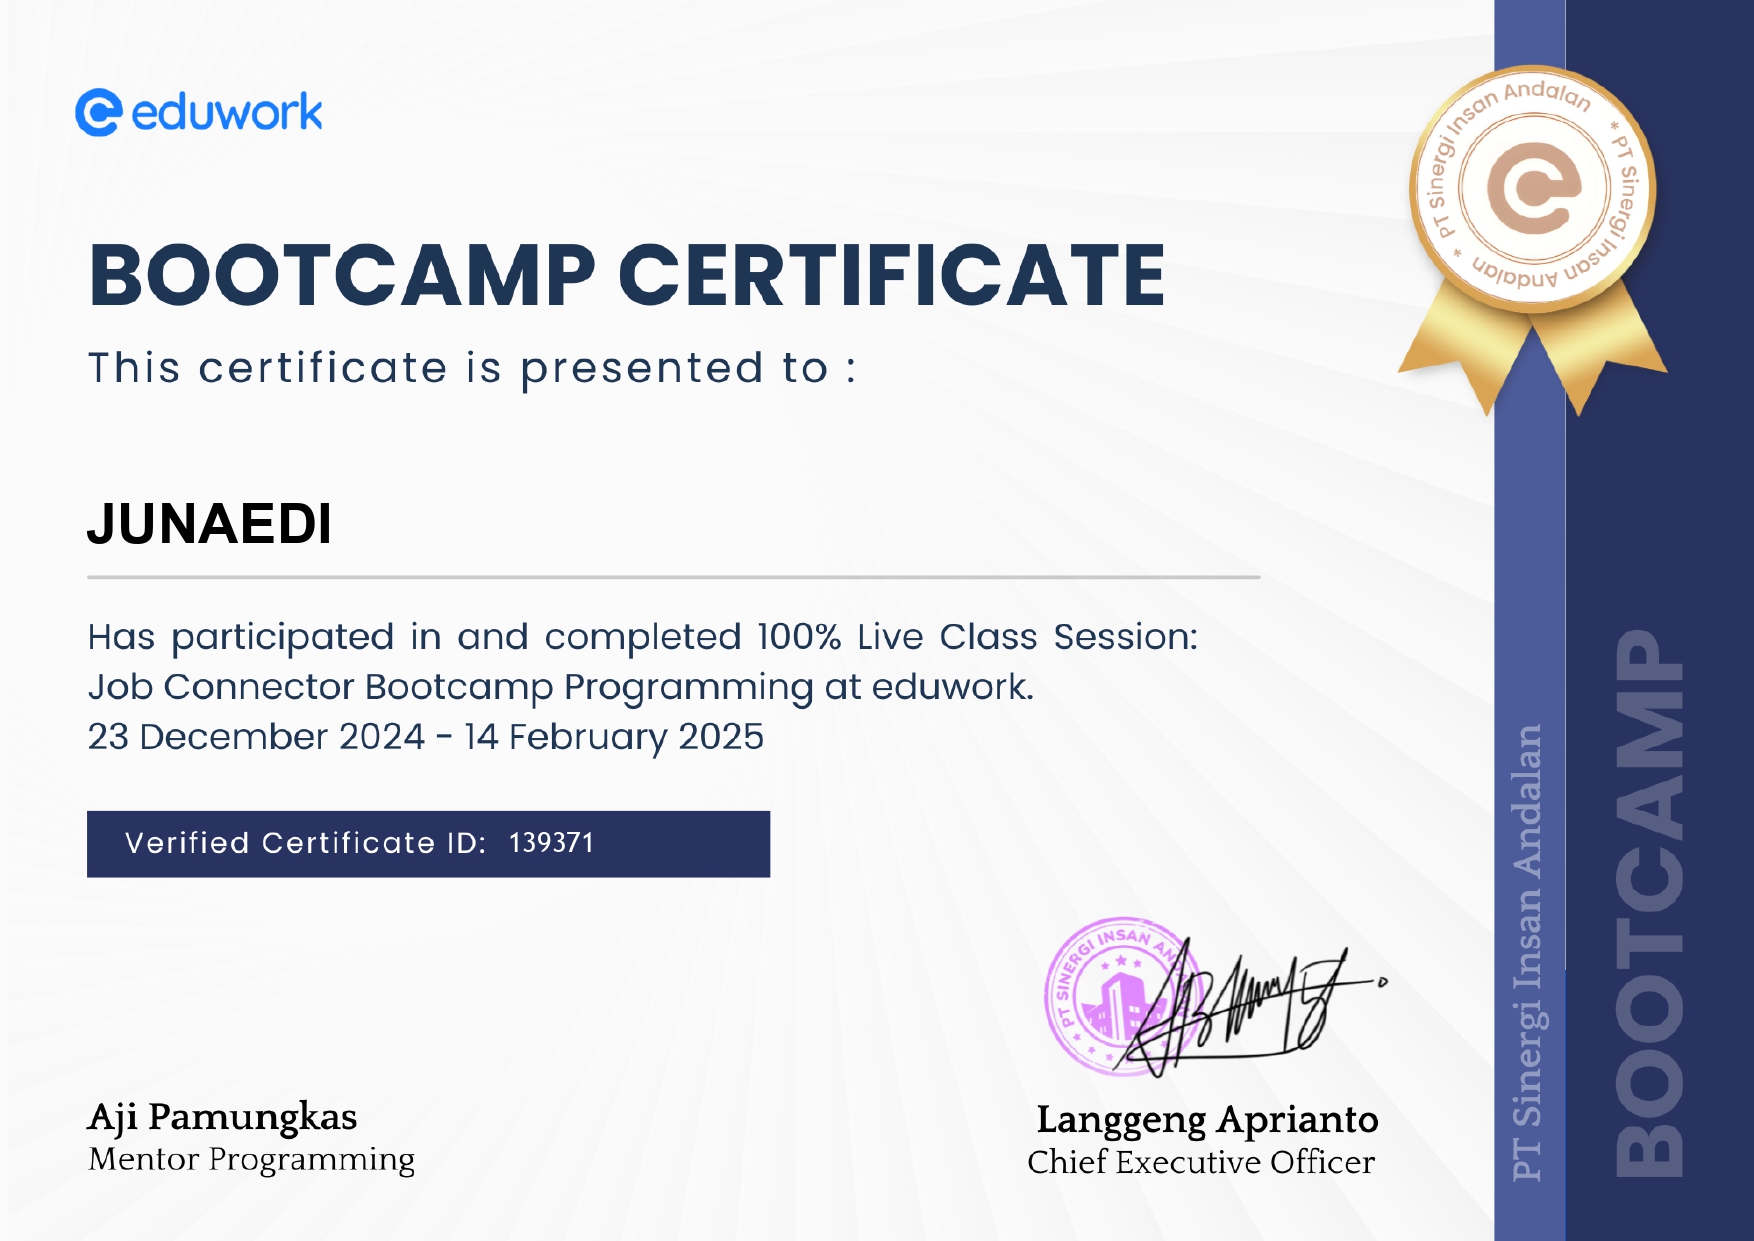 eduwork
PT Sinergi Insan Andalan * PT Sinergi Insan Andalan *
BOOTCAMP CERTIFICATE
This certificate is presented to :
JUNAEDI
Has participated in and completed 100% Live Class Session:
Job Connector Bootcamp Programming at eduwork.
23 December 2024 - 14 February 2025
Verified Certificate ID: 139371
PT SINERGI INSAN
Aji Pamungkas
Mentor Programming
Langgeng Aprianto
Chief Executive Officer
PT Sinergi Insan Andalan
BOOTCAMP